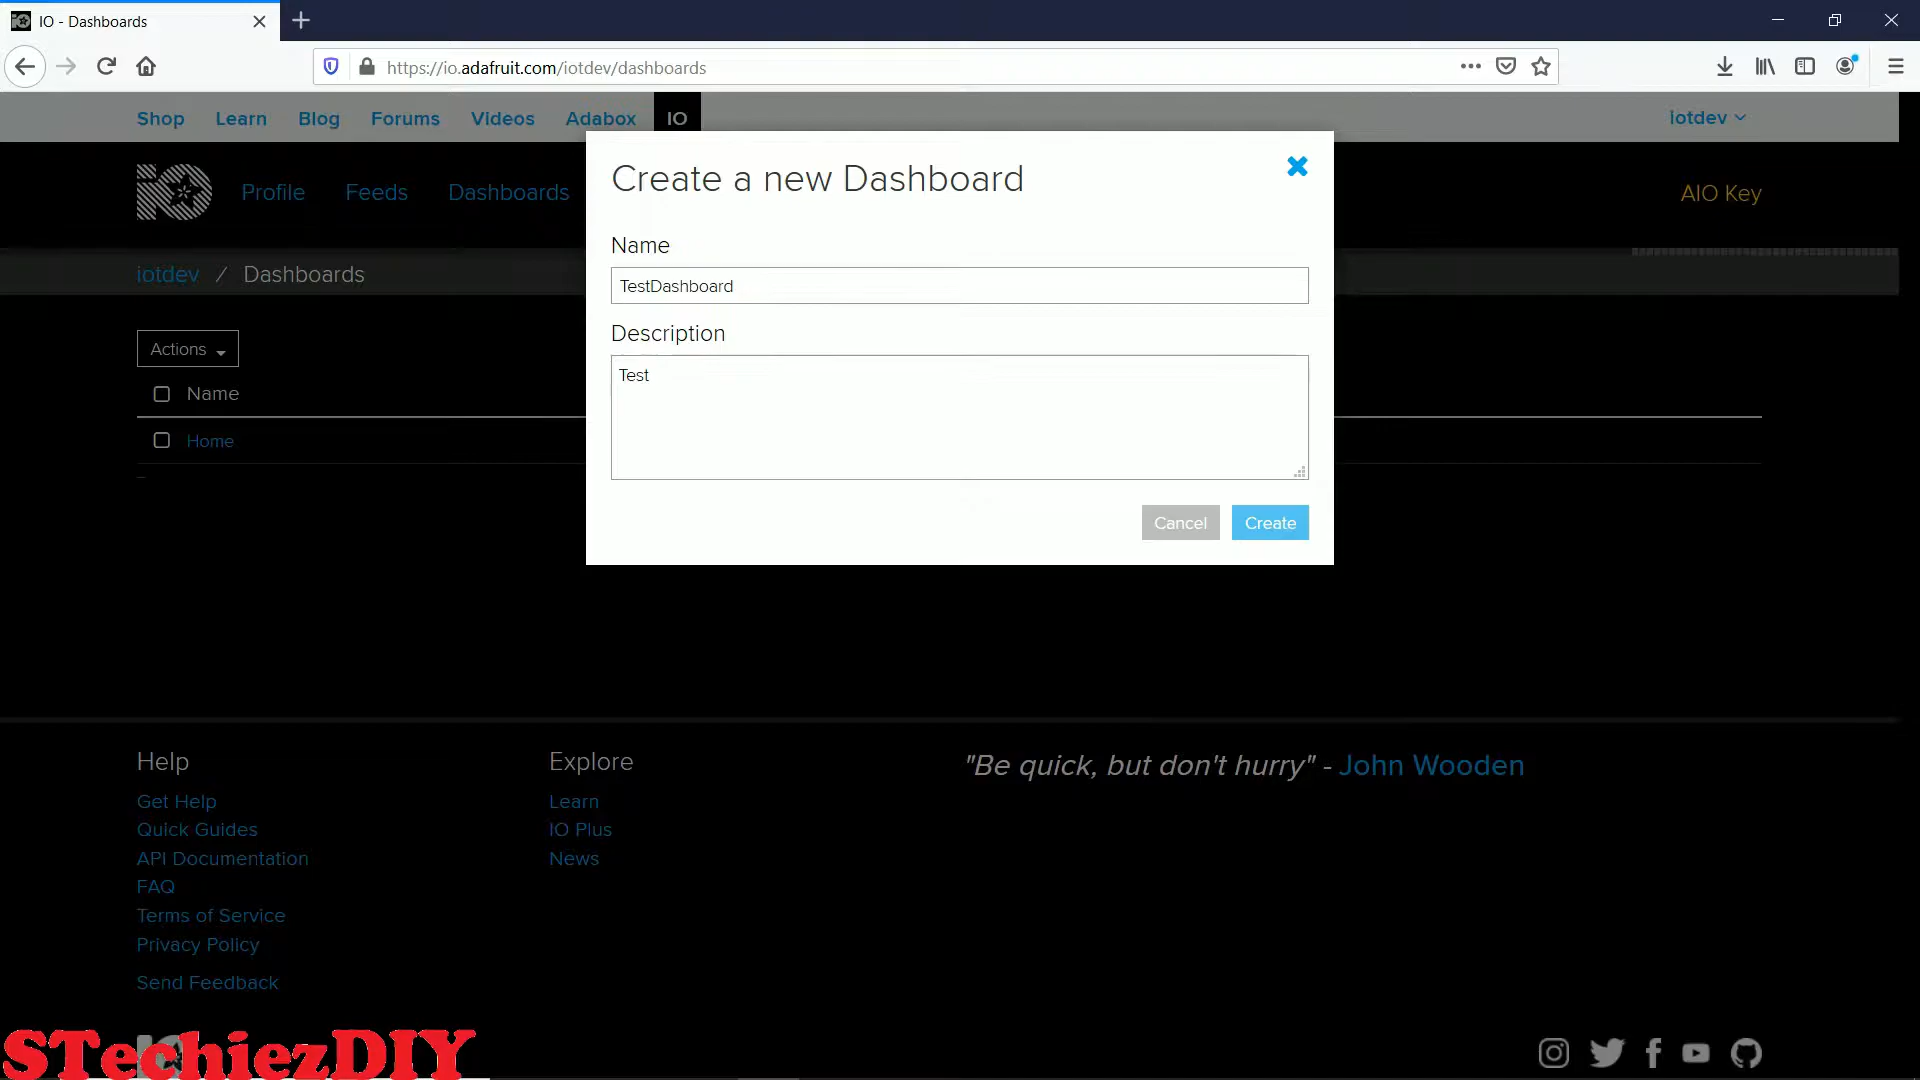 IO - Dashboards
https://io.adafruit.com/iotdev/dashboards
Shop Learn Blog Forums Videos Adabox IO iotdev
Profile Feeds Dashboards AIO Key
iotdev / Dashboards
Actions
Name
Home
Create a new Dashboard
Name
TestDashboard
Description
Test
Cancel Create
Help
Get Help
Quick Guides
API Documentation
FAQ
Terms of Service
Privacy Policy
Send Feedback
Explore
Learn
IO Plus
News
"Be quick, but don't hurry" - John Wooden
STechiezDIY